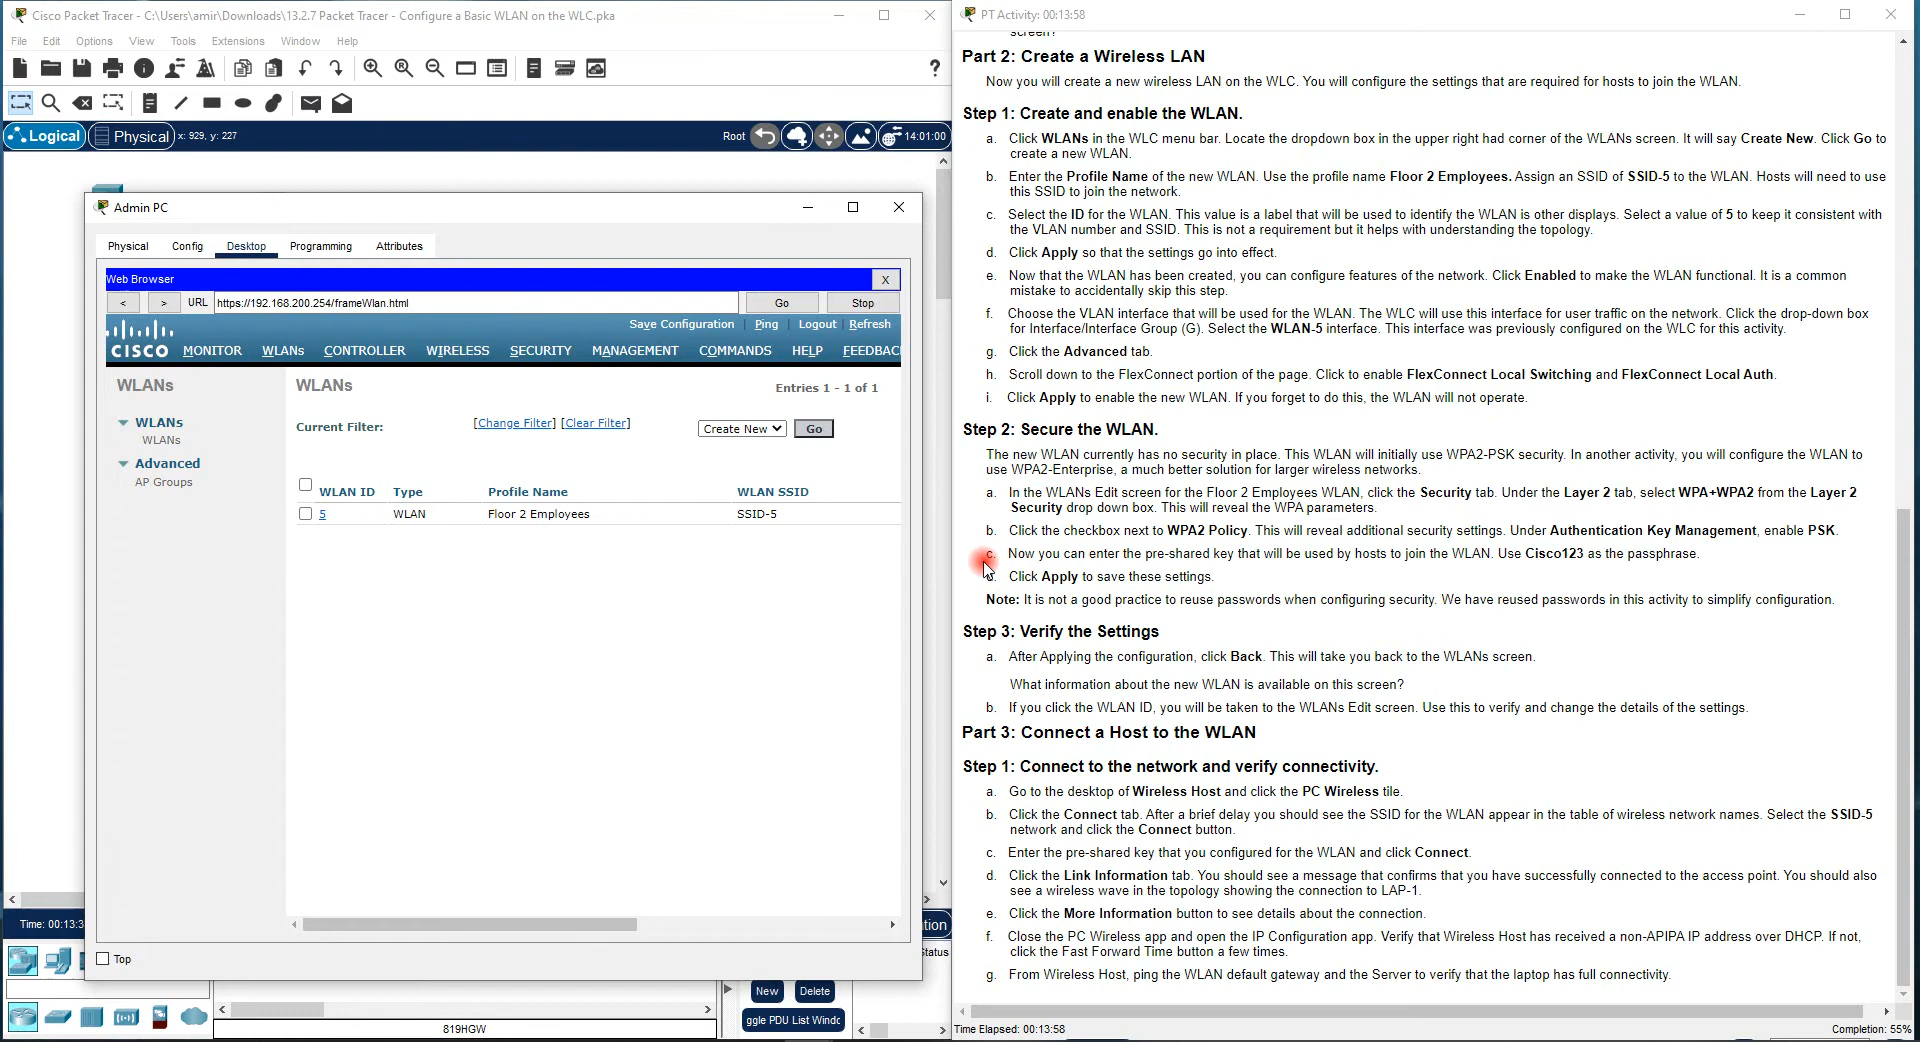 Cisco Packet Tracer - C:\Users\amir\Downloads\13.2.7 Packet Tracer - Configure a Basic WLAN on the WLC.pka
File Edit Options View Tools Extensions Window Help
?
Logical Physical x: 929, y: 227 Root 14:01:00
Admin PC
Physical Config Desktop Programming Attributes
Web Browser X
< > URL https://192.168.200.254/frameWlan.html Go Stop
Save Configuration Ping Logout Refresh
CISCO MONITOR WLANs CONTROLLER WIRELESS SECURITY MANAGEMENT COMMANDS HELP FEEDBAC
WLANs
WLANs
WLANs
Advanced
AP Groups
WLANs Entries 1 - 1 of 1
Current Filter: [Change Filter] [Clear Filter] Create New Go
WLAN ID Type Profile Name WLAN SSID
5 WLAN Floor 2 Employees SSID-5
Time: 00:13:3
tion
Top
tatus
New Delete
ggle PDU List Windo
819HGW
PT Activity: 00:13:58
screen?
Part 2: Create a Wireless LAN
Now you will create a new wireless LAN on the WLC. You will configure the settings that are required for hosts to join the WLAN.
Step 1: Create and enable the WLAN.
a. Click WLANs in the WLC menu bar. Locate the dropdown box in the upper right had corner of the WLANs screen. It will say Create New. Click Go to
create a new WLAN.
b. Enter the Profile Name of the new WLAN. Use the profile name Floor 2 Employees. Assign an SSID of SSID-5 to the WLAN. Hosts will need to use
this SSID to join the network.
c. Select the ID for the WLAN. This value is a label that will be used to identify the WLAN is other displays. Select a value of 5 to keep it consistent with
the VLAN number and SSID. This is not a requirement but it helps with understanding the topology.
d. Click Apply so that the settings go into effect.
e. Now that the WLAN has been created, you can configure features of the network. Click Enabled to make the WLAN functional. It is a common
mistake to accidentally skip this step.
f. Choose the VLAN interface that will be used for the WLAN. The WLC will use this interface for user traffic on the network. Click the drop-down box
for Interface/Interface Group (G). Select the WLAN-5 interface. This interface was previously configured on the WLC for this activity.
g. Click the Advanced tab.
h. Scroll down to the FlexConnect portion of the page. Click to enable FlexConnect Local Switching and FlexConnect Local Auth.
i. Click Apply to enable the new WLAN. If you forget to do this, the WLAN will not operate.
Step 2: Secure the WLAN.
The new WLAN currently has no security in place. This WLAN will initially use WPA2-PSK security. In another activity, you will configure the WLAN to
use WPA2-Enterprise, a much better solution for larger wireless networks.
a. In the WLANs Edit screen for the Floor 2 Employees WLAN, click the Security tab. Under the Layer 2 tab, select WPA+WPA2 from the Layer 2
Security drop down box. This will reveal the WPA parameters.
b. Click the checkbox next to WPA2 Policy. This will reveal additional security settings. Under Authentication Key Management, enable PSK.
c. Now you can enter the pre-shared key that will be used by hosts to join the WLAN. Use Cisco123 as the passphrase.
Click Apply to save these settings.
Note: It is not a good practice to reuse passwords when configuring security. We have reused passwords in this activity to simplify configuration.
Step 3: Verify the Settings
a. After Applying the configuration, click Back. This will take you back to the WLANs screen.
What information about the new WLAN is available on this screen?
b. If you click the WLAN ID, you will be taken to the WLANs Edit screen. Use this to verify and change the details of the settings.
Part 3: Connect a Host to the WLAN
Step 1: Connect to the network and verify connectivity.
a. Go to the desktop of Wireless Host and click the PC Wireless tile.
b. Click the Connect tab. After a brief delay you should see the SSID for the WLAN appear in the table of wireless network names. Select the SSID-5
network and click the Connect button.
c. Enter the pre-shared key that you configured for the WLAN and click Connect.
d. Click the Link Information tab. You should see a message that confirms that you have successfully connected to the access point. You should also
see a wireless wave in the topology showing the connection to LAP-1.
e. Click the More Information button to see details about the connection.
f. Close the PC Wireless app and open the IP Configuration app. Verify that Wireless Host has received a non-APIPA IP address over DHCP. If not,
click the Fast Forward Time button a few times.
g. From Wireless Host, ping the WLAN default gateway and the Server to verify that the laptop has full connectivity.
Time Elapsed: 00:13:58 Completion: 55%